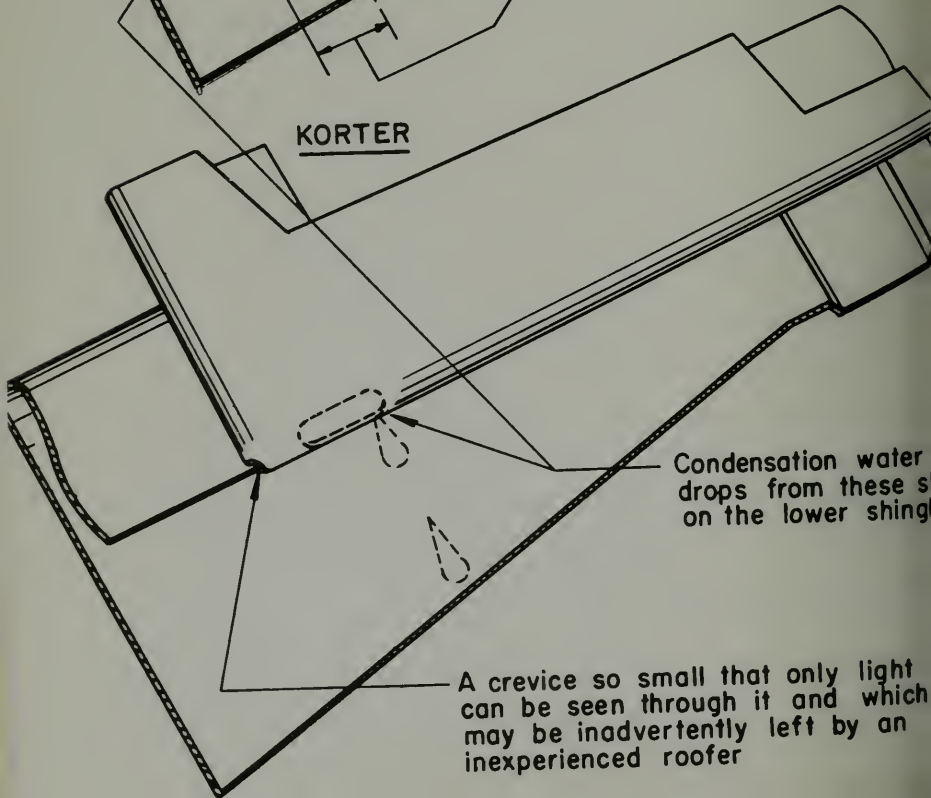 KORTER
Condensation water
drops from these
on the lower
A crevice so small that only light
can be seen through it and which
may be inadvertently left by an
inexperienced roofer